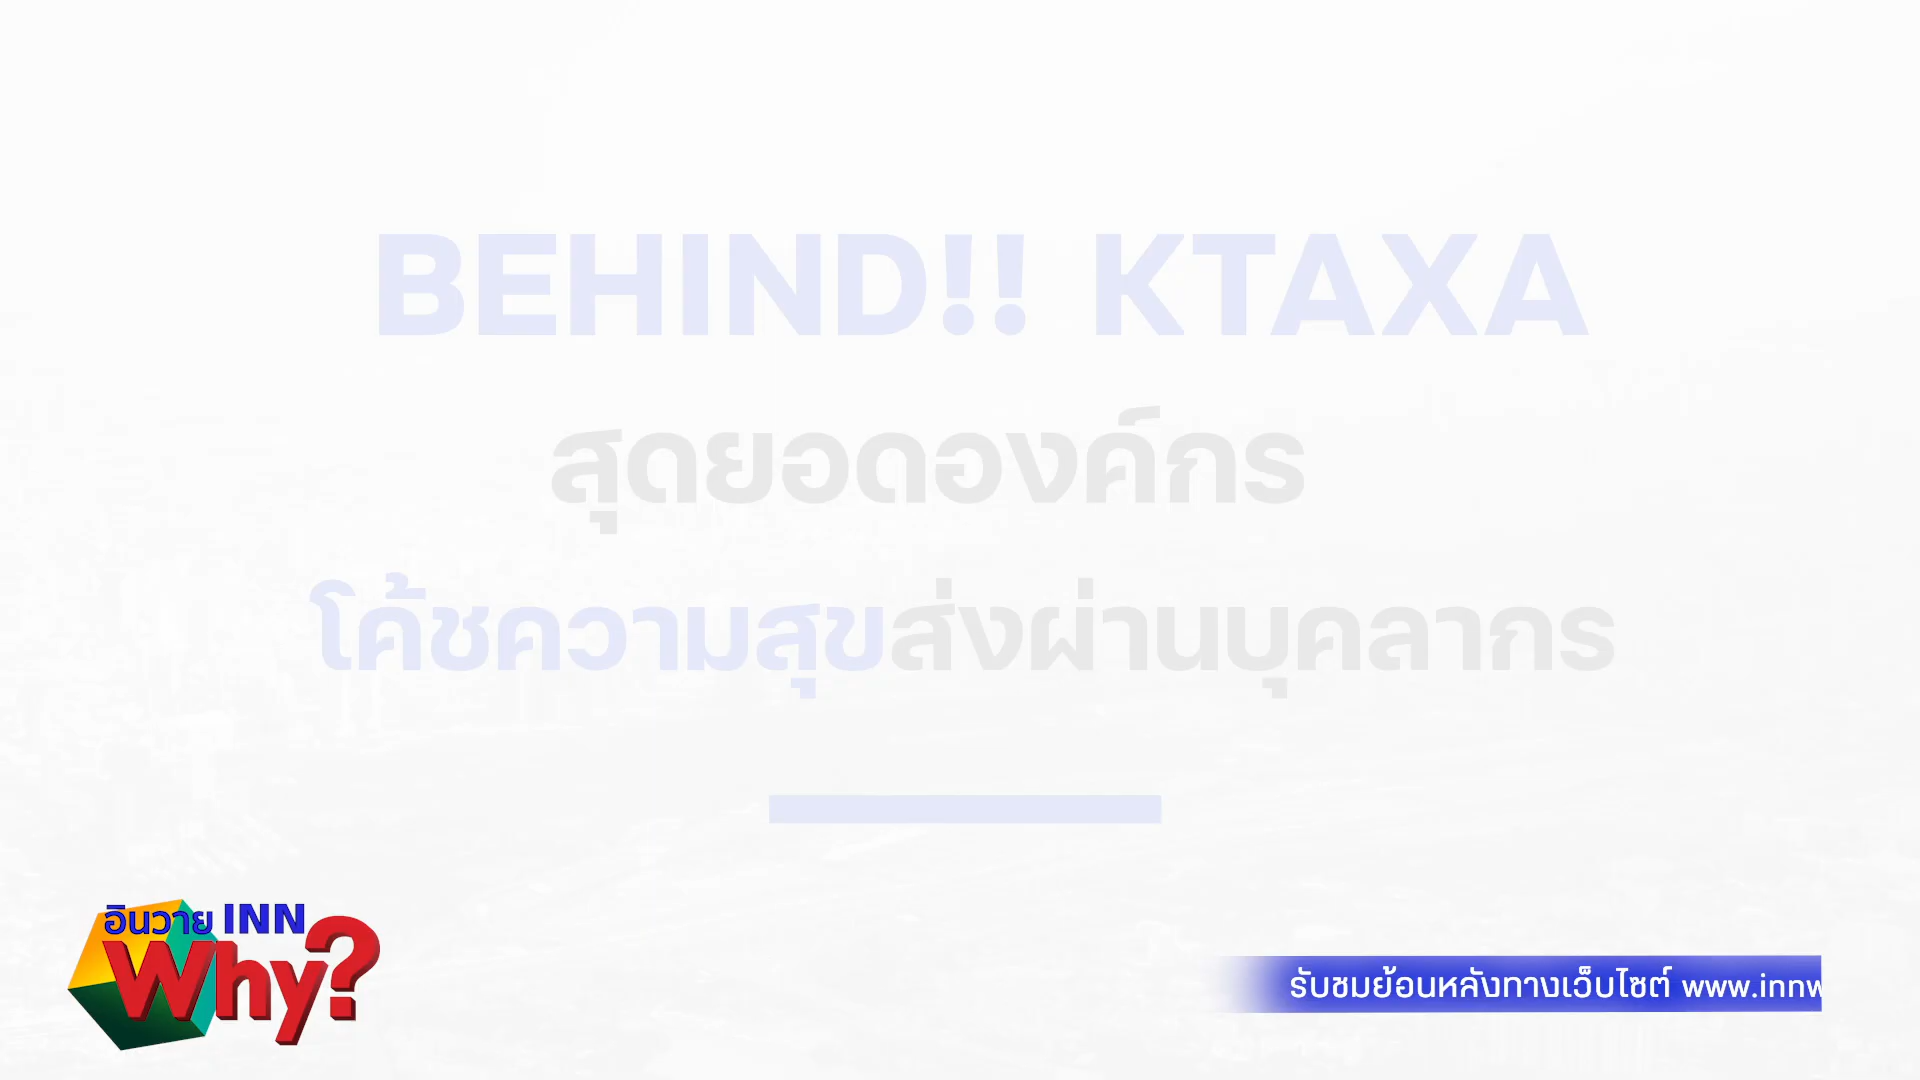 BEHIND!! KTAXA
สุดยอดองค์กร
โค้ชความสุขส่งผ่านบุคลากร
อินวาย INN
Why?
รับชมย้อนหลังทางเว็บไซต์ www.innw